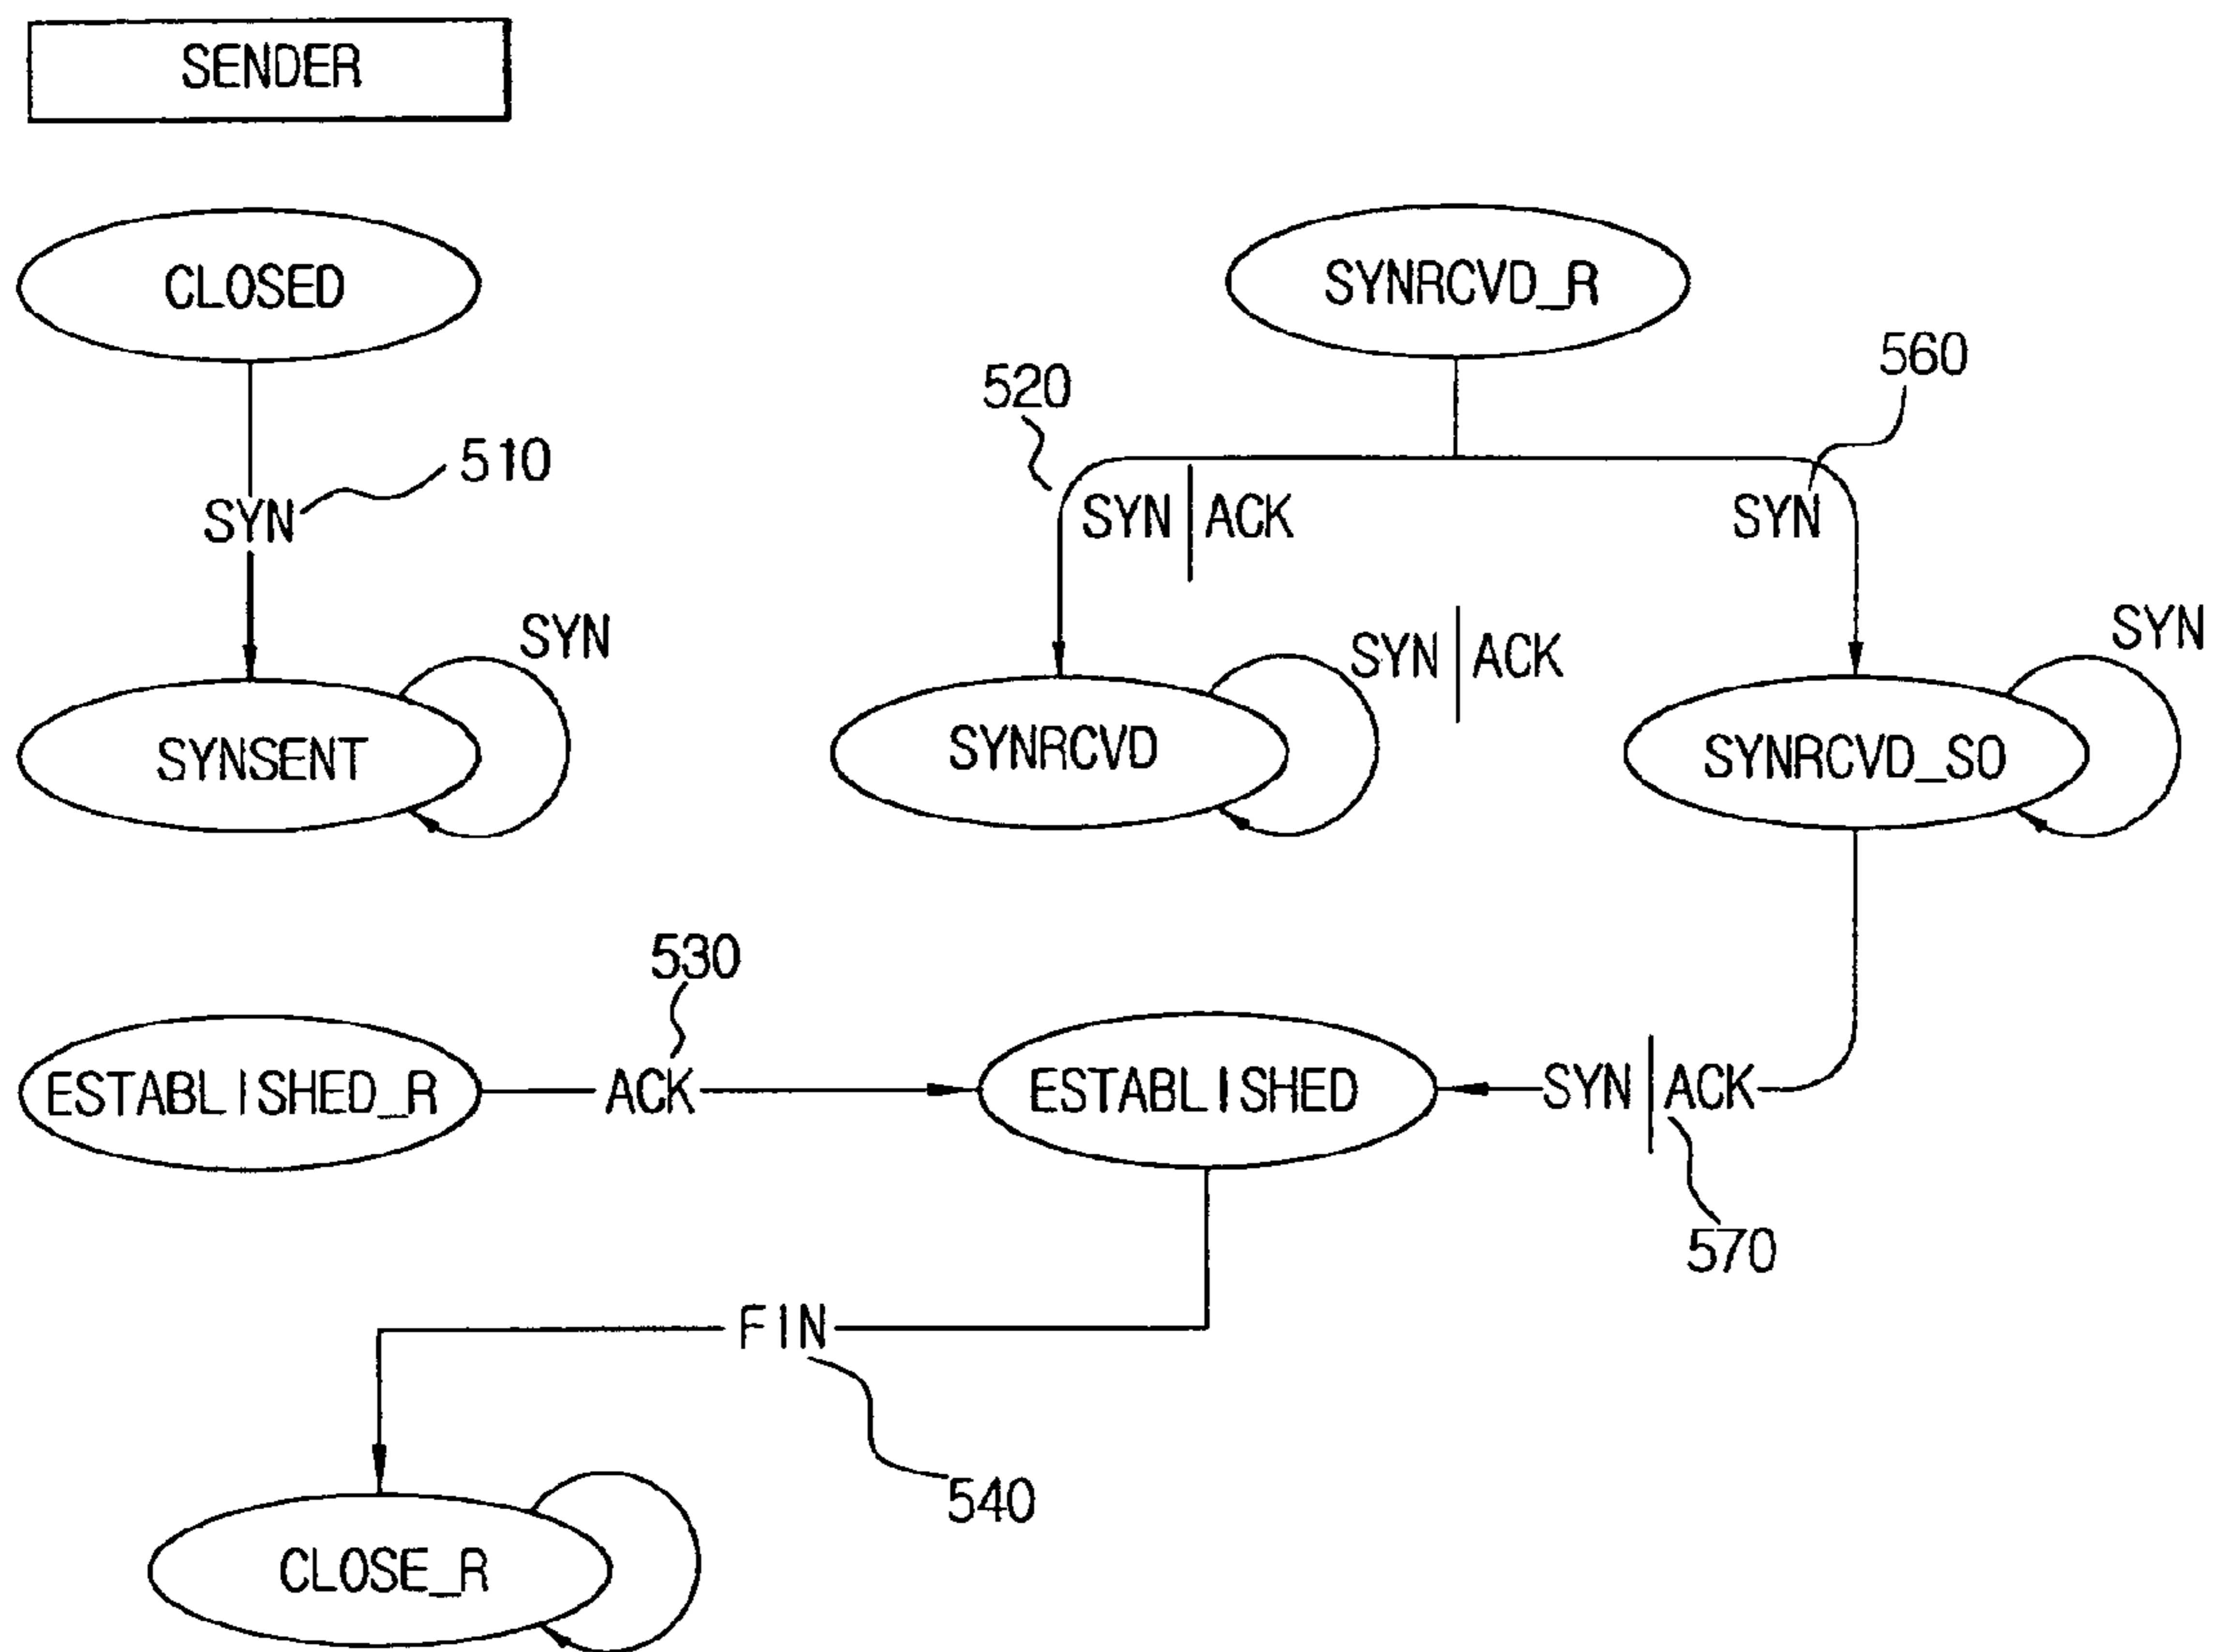 SENDER
CLOSED
SYNRCVD_R
520
560
510
SYN
SYN|ACK
SYN
SYN
SYN|ACK
SYN
SYNSENT
SYNRCVD
SYNRCVD_SO
530
ESTABLISHED_R
ACK
ESTABLISHED
SYN|ACK
570
FIN
540
CLOSE_R